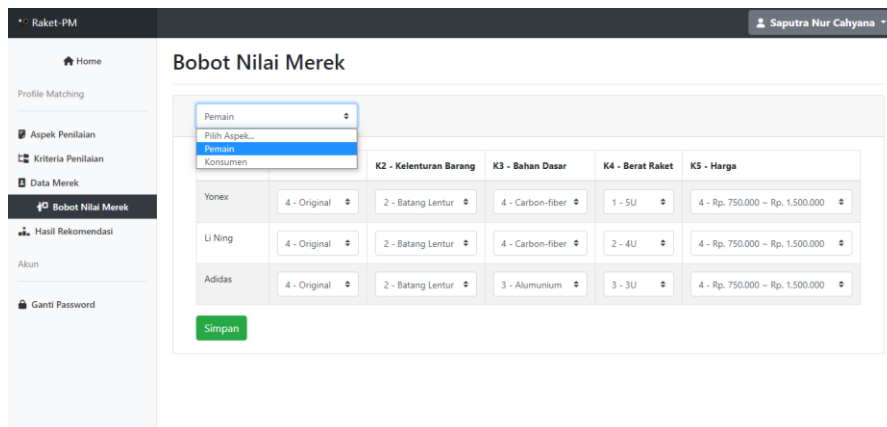 Raket-PM
Saputra Nur Cahyana
Home
Profile Matching
Aspek Penilaian
Kriteria Penilaian
Data Merek
Bobot Nilai Merek
Hasil Rekomendasi
Akun
Ganti Password
Bobot Nilai Merek
Pemain
Pilih Aspek...
Pemain
Konsumen
K2 - Kelenturan Barang K3 - Bahan Dasar K4 - Berat Raket K5 - Harga
Yonex 4 - Original 2 - Batang Lentur 4 - Carbon-fiber 1 - 5U 4 - Rp. 750.000 ~ Rp. 1.500.000
Li Ning 4 - Original 2 - Batang Lentur 4 - Carbon-fiber 2 - 4U 4 - Rp. 750.000 ~ Rp. 1.500.000
Adidas 4 - Original 2 - Batang Lentur 3 - Alumunium 3 - 3U 4 - Rp. 750.000 ~ Rp. 1.500.000
Simpan